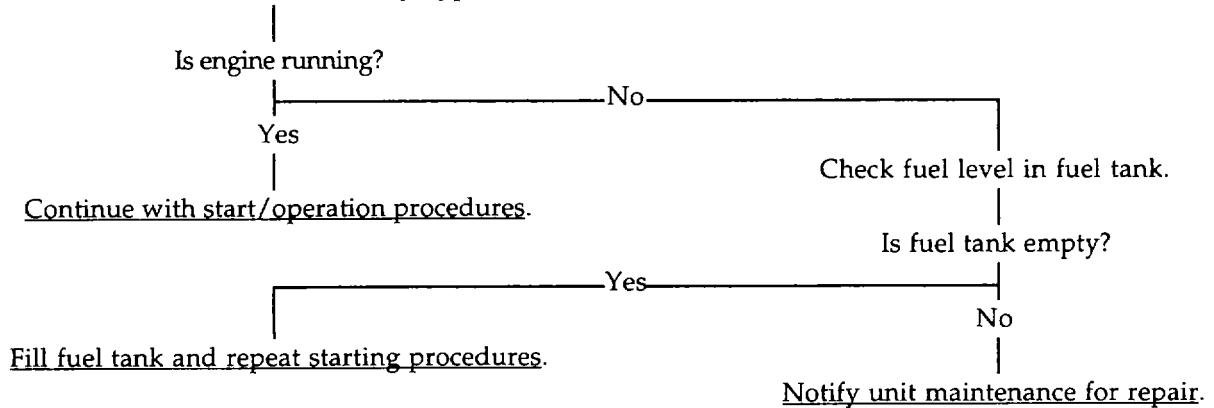 Is engine running?
No
Yes
Check fuel level in fuel tank.
Continue with start/operation procedures.
Is fuel tank empty?
Yes
No
Fill fuel tank and repeat starting procedures.
Notify unit maintenance for repair.